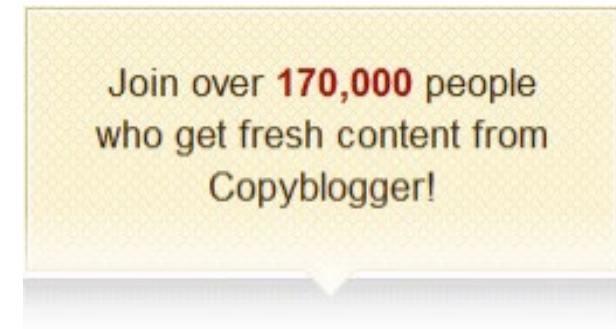 Join over 170,000 people
who get fresh content from
Copyblogger!